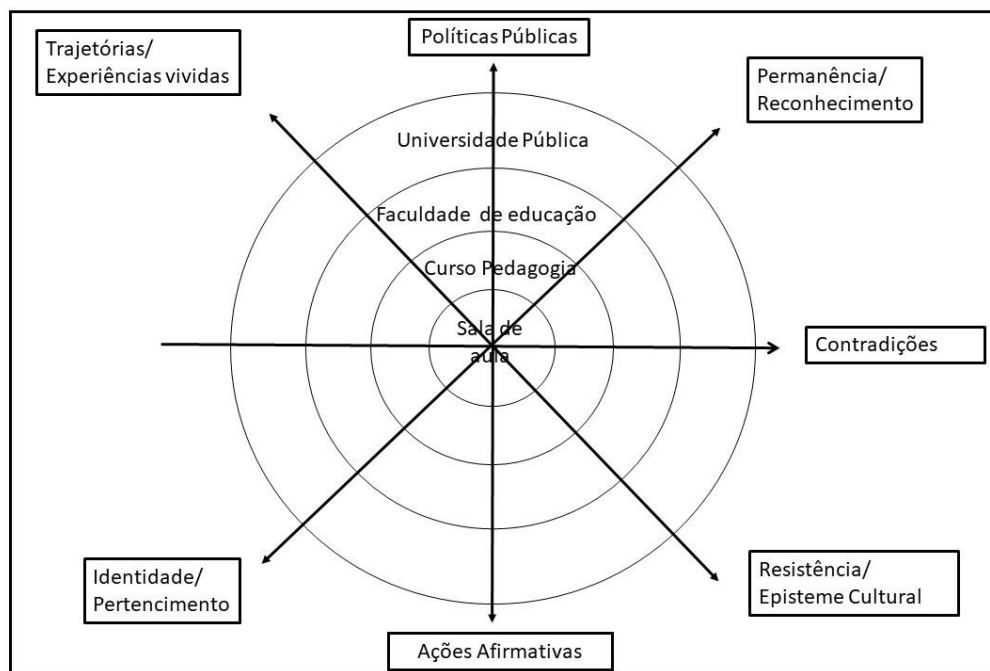 Políticas Públicas
Trajetórias/
Experiências vividas
Permanência/
Reconhecimento
Universidade Pública
Faculdade de educação
Curso Pedagogia
Sala de
aula
Contradições
Identidade/
Pertencimento
Resistência/
Episteme Cultural
Ações Afirmativas